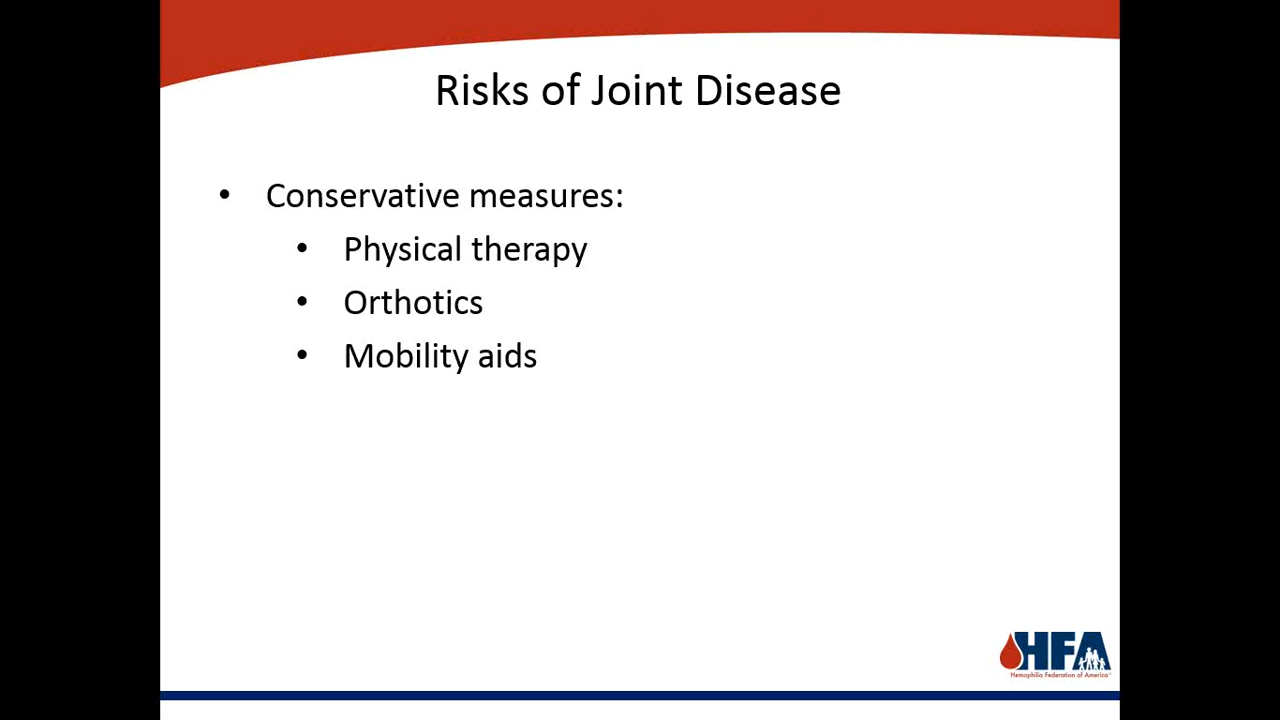 Risks of Joint Disease
• Conservative measures:
• Physical therapy
• Orthotics
• Mobility aids
HFA
Hemophilia Federation of America